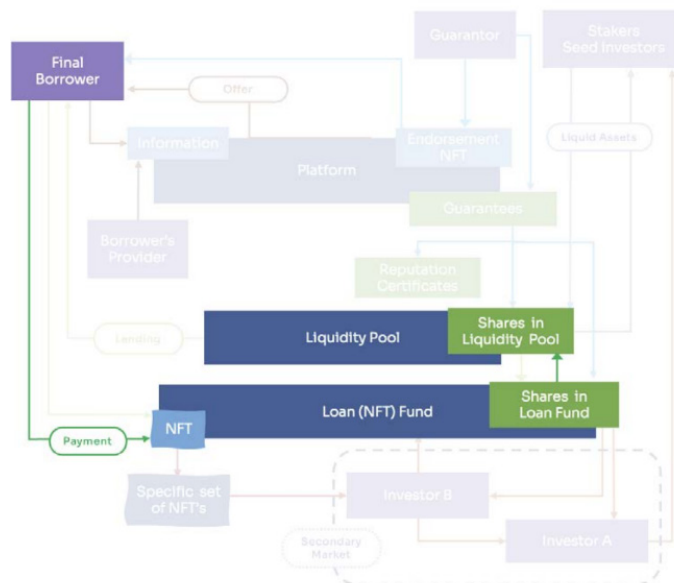 Final
Borrower
Guarantor
Stakers
Seed Investors
Offer
Information
Endorsement
NFT
Liquid Assets
Platform
Guarantees
Borrower's
Provider
Reputation
Certificates
Lending
Liquidity Pool
Shares in
Liquidity Pool
Loan (NFT) Fund
Shares in
Loan Fund
NFT
Payment
Specific set
of NFT's
Investor B
Secondary
Market
Investor A